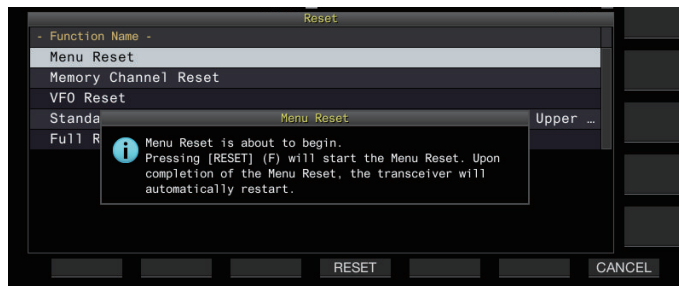 Reset
- Function Name -
Menu Reset
Memory Channel Reset
VFO Reset
Standa Upper …
Full R
Menu Reset
Menu Reset is about to begin.
Pressing [RESET] (F) will start the Menu Reset. Upon
completion of the Menu Reset, the transceiver will
automatically restart.
RESET CANCEL